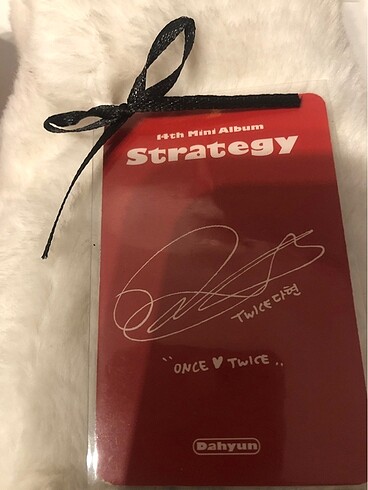 14th Mini Album
Strategy
TWICE다현
“ONCE ♥ TWICE..
Dahyun